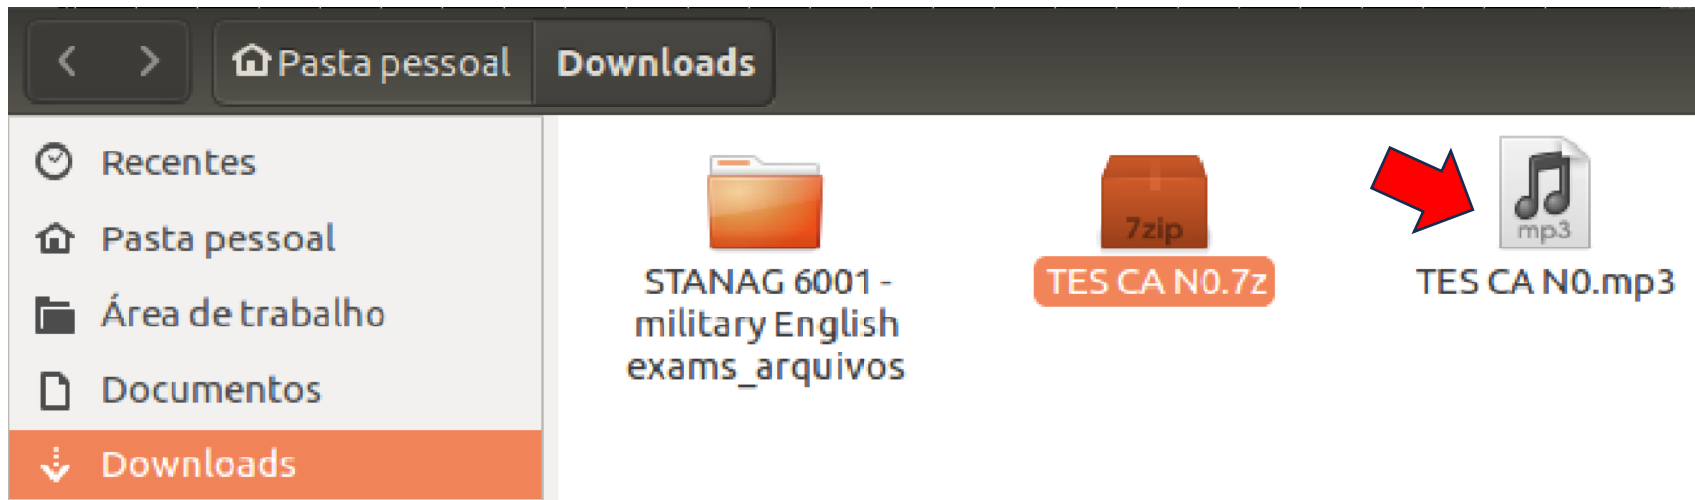 Pasta pessoal
Downloads
Recentes
Pasta pessoal
Área de trabalho
Documentos
Downloads
STANAG 6001 -
military English
exams_arquivos
7zip
TES CA N0.7z
mp3
TES CA N0.mp3